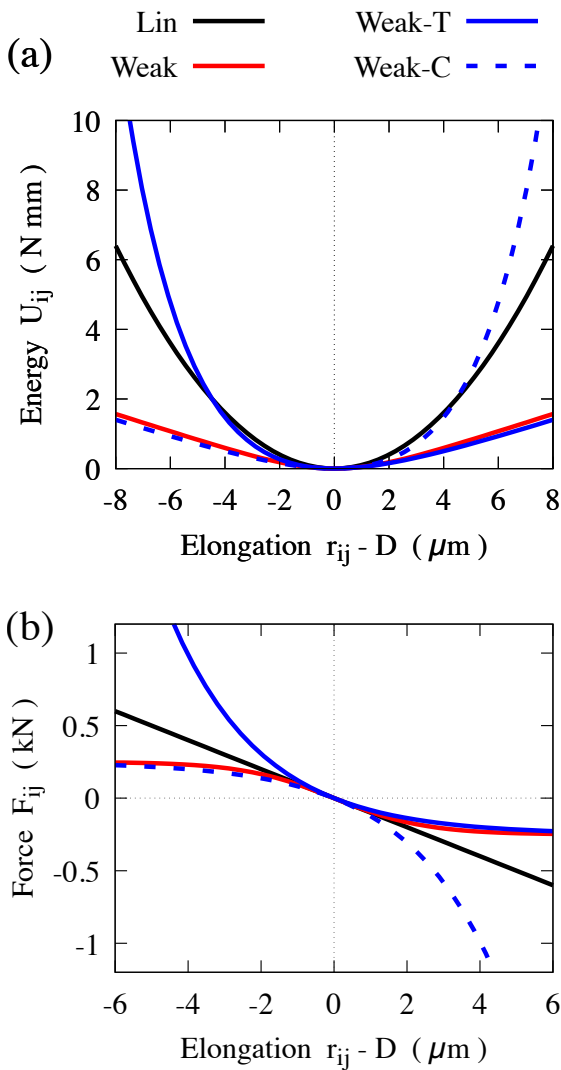 (a)
Lin
Weak
Weak-T
Weak-C
Energy U_ij ( N mm )
10
8
6
4
2
0
-8 -6 -4 -2 0 2 4 6 8
Elongation r_ij - D ( μm )
(b)
Force F_ij ( kN )
1
0.5
0
-0.5
-1
-6 -4 -2 0 2 4 6
Elongation r_ij - D ( μm )